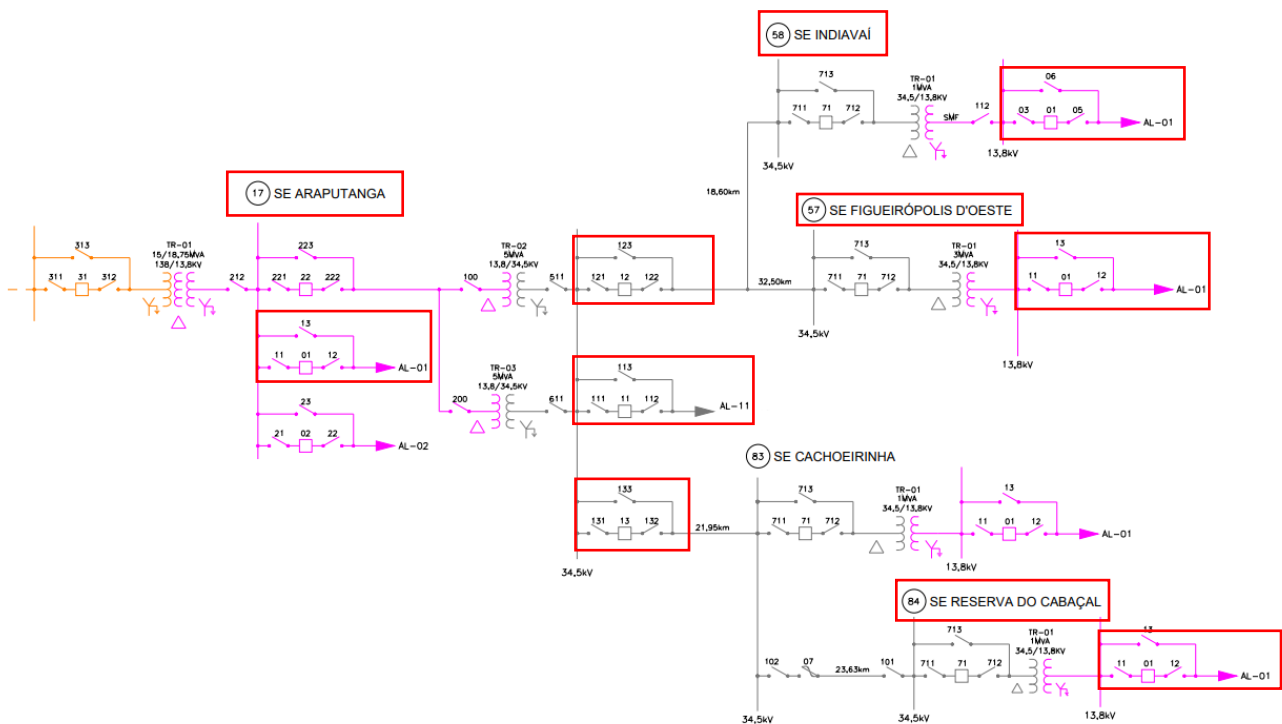 58 SE INDIAVAÍ
713
711 71 712
TR-01
1MVA
34,5/13,8KV
SMF
112
06
03 01 05
AL-01
34,5kV
13,8kV
18,60km
17 SE ARAPUTANGA
313
311 31 312
TR-01
15/18,75MVA
138/13,8KV
212
223
221 22 222
100
TR-02
5MVA
13,8/34,5KV
511
123
121 12 122
32,50km
57 SE FIGUEIRÓPOLIS D'OESTE
713
711 71 712
TR-01
3MVA
34,5/13,8KV
13
11 01 12
AL-01
34,5kV
13,8kV
13
11 01 12
AL-01
23
21 02 22
AL-02
200
TR-03
5MVA
13,8/34,5KV
611
113
111 11 112
AL-11
83 SE CACHOEIRINHA
133
131 13 132
21,95km
34,5kV
713
711 71 712
TR-01
1MVA
34,5/13,8KV
13
11 01 12
AL-01
13,8kV
84 SE RESERVA DO CABAÇAL
102 07
23,63km
101
713
711 71 712
TR-01
1MVA
34,5/13,8KV
13
11 01 12
AL-01
34,5kV
34,5kV
13,8kV